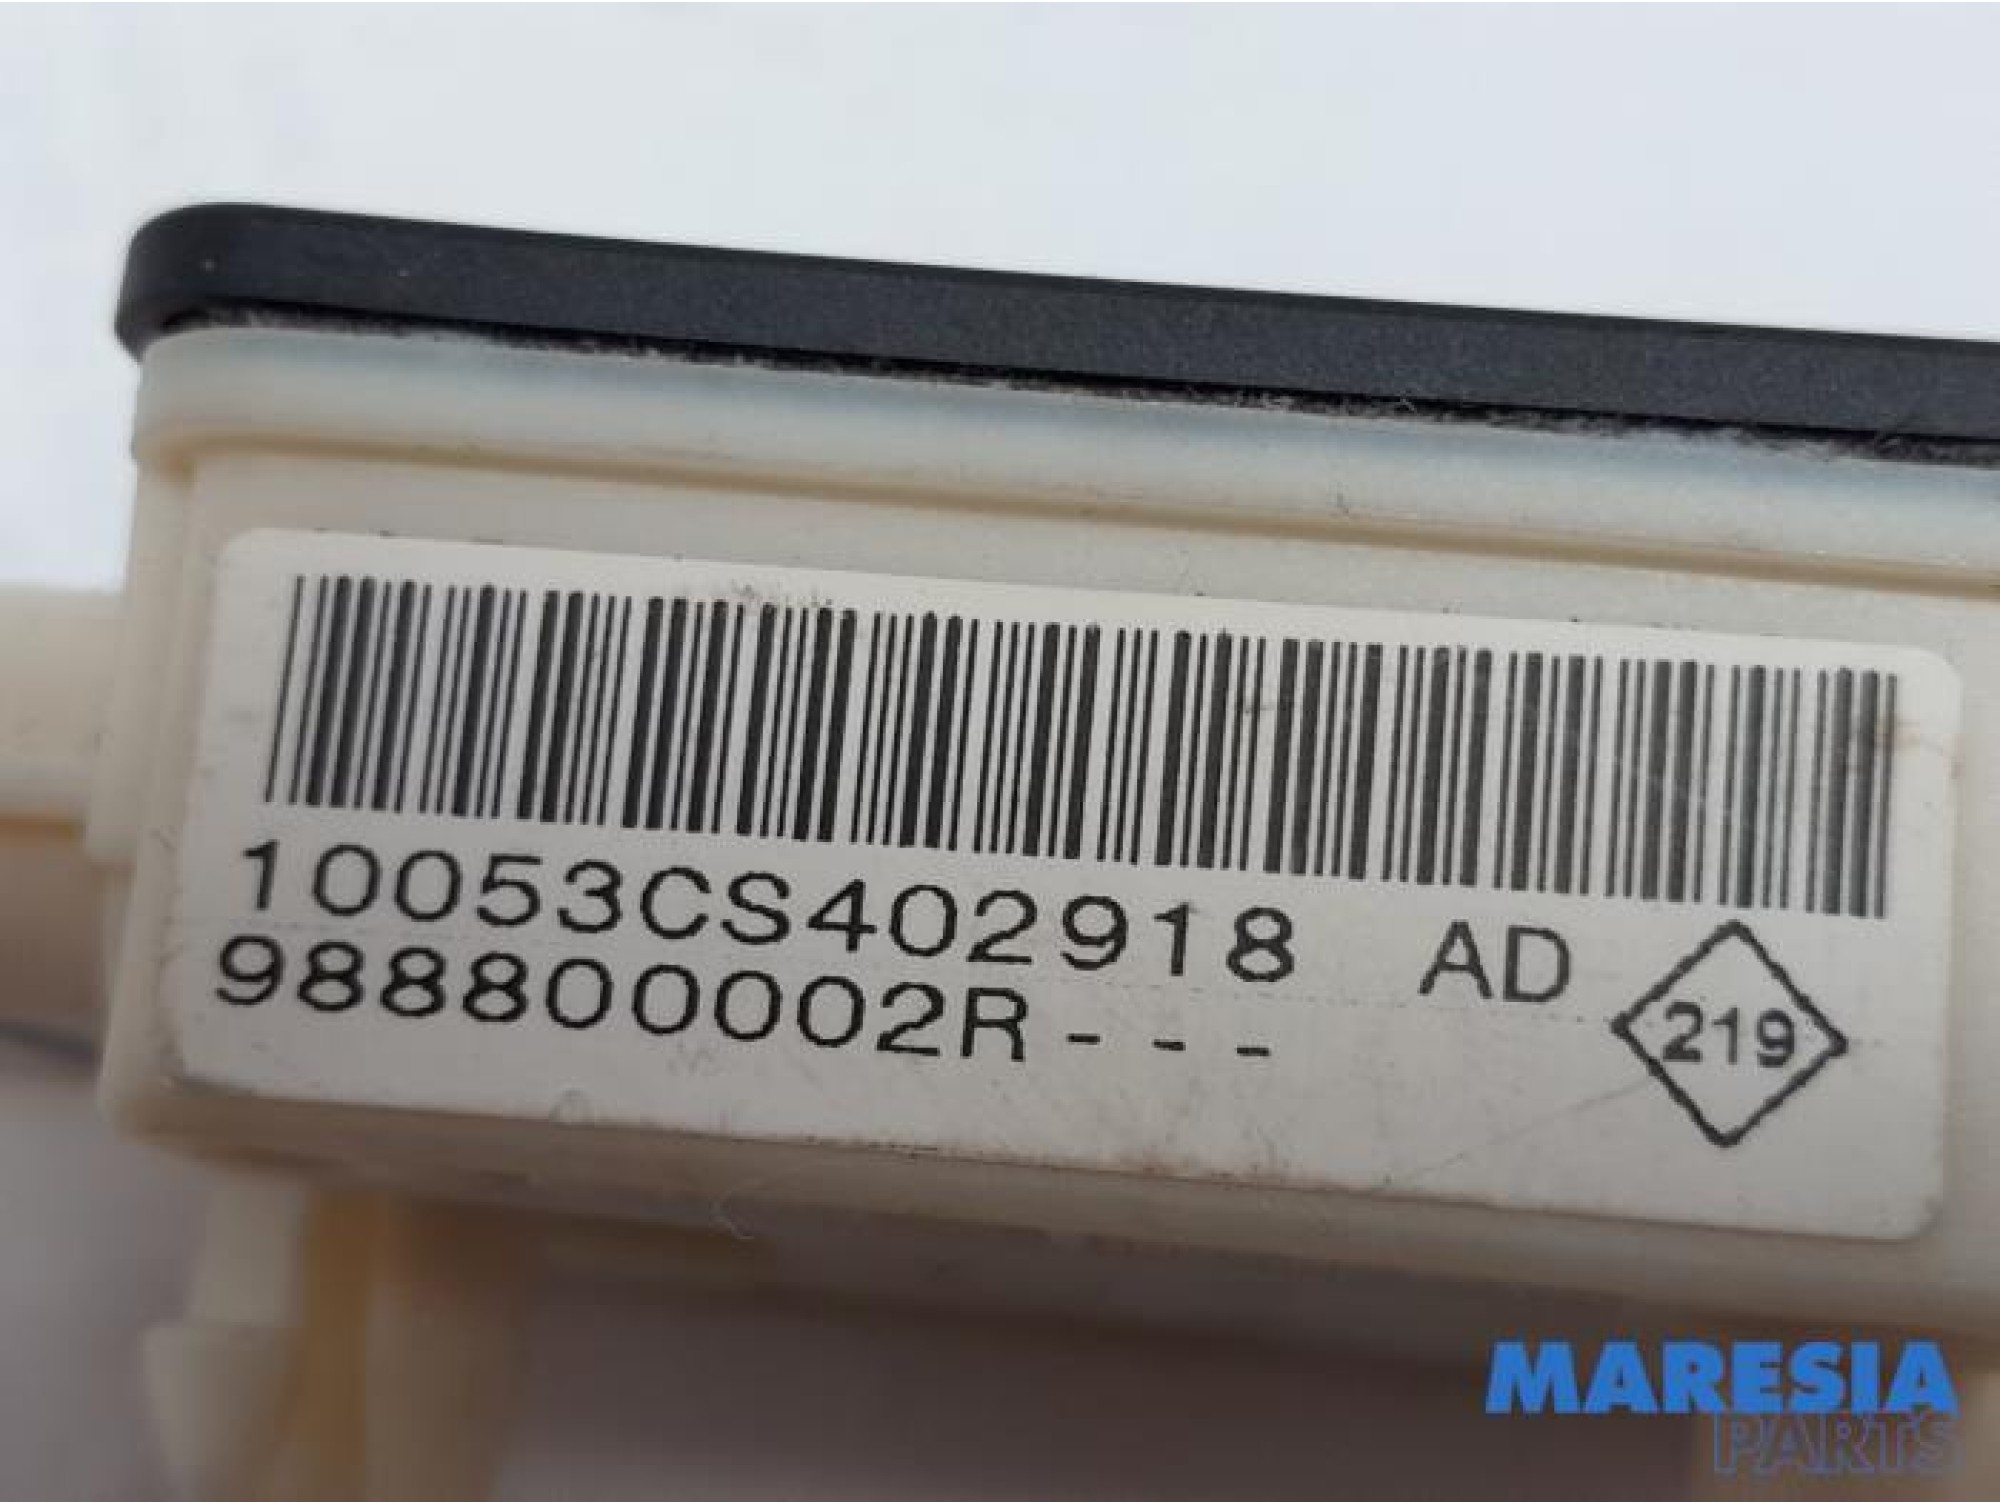 10053CS402918 AD
988800002R---
219
MARESIA
PARTS